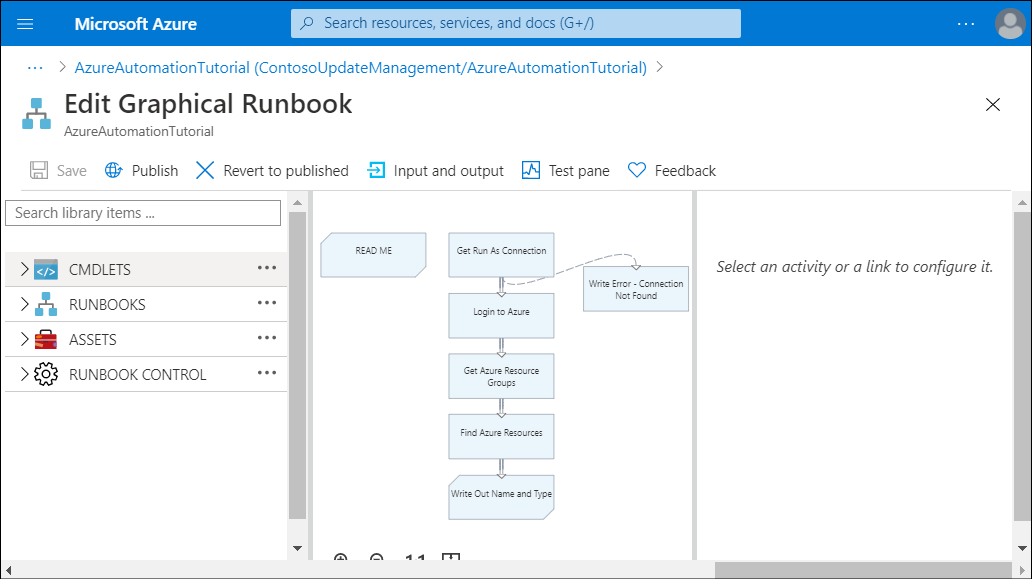 Microsoft Azure
Search resources, services, and docs (G+/)
...
... > AzureAutomationTutorial (ContosoUpdateManagement/AzureAutomationTutorial) >
Edit Graphical Runbook
AzureAutomationTutorial
Save
Publish
Revert to published
Input and output
Test pane
Feedback
Search library items ...
CMDLETS
RUNBOOKS
ASSETS
RUNBOOK CONTROL
READ ME
Get Run As Connection
Write Error - Connection
Not Found
Login to Azure
Get Azure Resource
Groups
Find Azure Resources
Write Out Name and Type
Select an activity or a link to configure it.